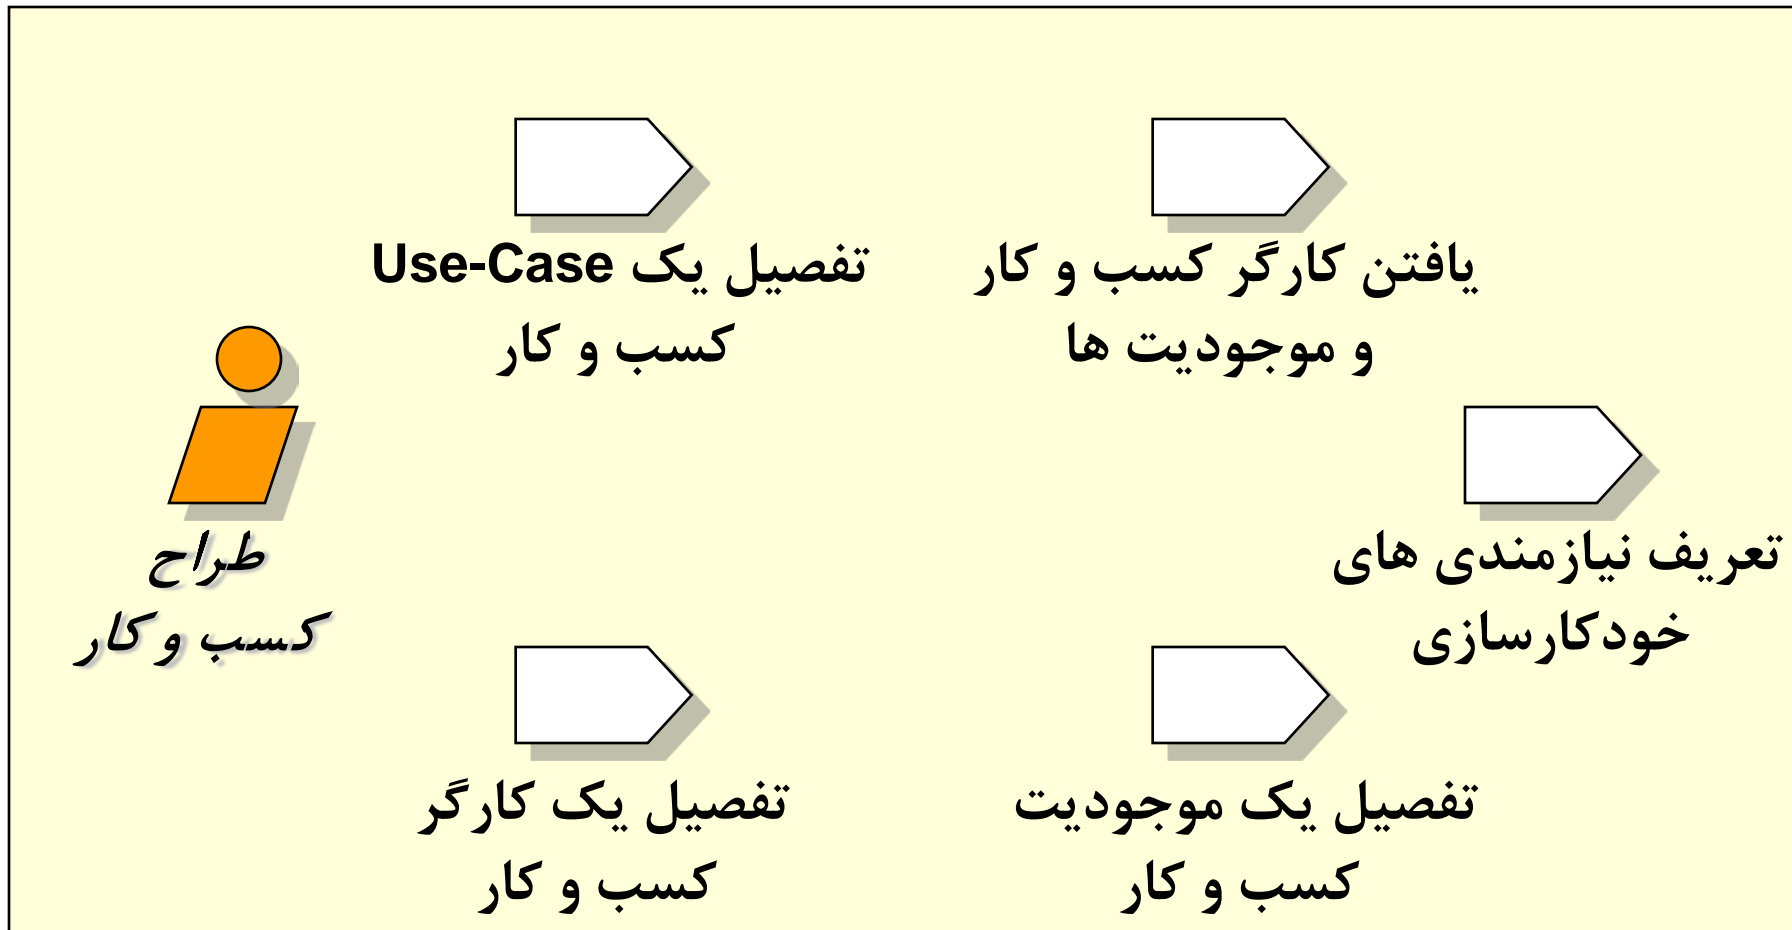 تفصیل یک Use-Case
کسب و کار
یافتن کارگر کسب و کار
و موجودیت ها
طراح
کسب و کار
تعریف نیازمندی های
خودکارسازی
تفصیل یک کارگر
کسب و کار
تفصیل یک موجودیت
کسب و کار